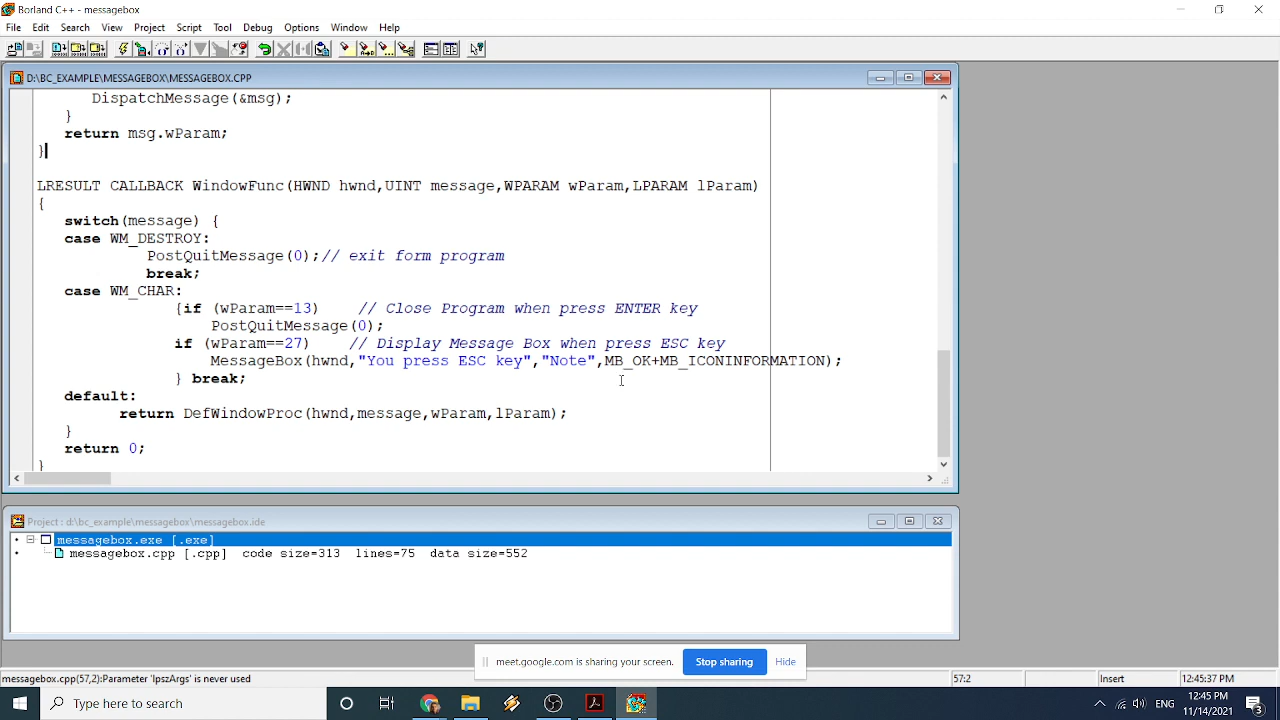 Borland C++ - messagebox
File Edit Search View Project Script Tool Debug Options Window Help
D:\BC_EXAMPLE\MESSAGEBOX\MESSAGEBOX.CPP
DispatchMessage(&msg);
}
return msg.wParam;
}
LRESULT CALLBACK WindowFunc(HWND hwnd,UINT message,WPARAM wParam,LPARAM lParam)
{
switch(message) {
case WM_DESTROY:
PostQuitMessage(0);// exit form program
break;
case WM_CHAR:
{if (wParam==13) // Close Program when press ENTER key
PostQuitMessage(0);
if (wParam==27) // Display Message Box when press ESC key
MessageBox(hwnd,"You press ESC key","Note",MB_OK+MB_ICONINFORMATION);
} break;
default:
return DefWindowProc(hwnd,message,wParam,lParam);
}
return 0;
}
Project : d:\bc_example\messagebox\messagebox.ide
messagebox.exe [.exe]
messagebox.cpp [.cpp] code size=313 lines=75 data size=552
meet.google.com is sharing your screen. Stop sharing Hide
messagebox.cpp(57,2):Parameter 'lpszArgs' is never used 57:2 Insert 12:45:37 PM
Type here to search ENG 12:45 PM
11/14/2021